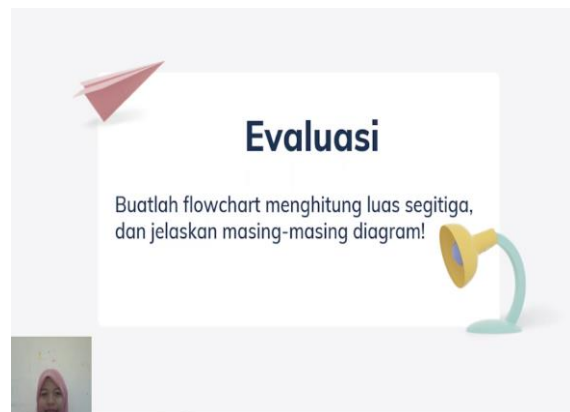 Evaluasi
Buatlah flowchart menghitung luas segitiga,
dan jelaskan masing-masing diagram!